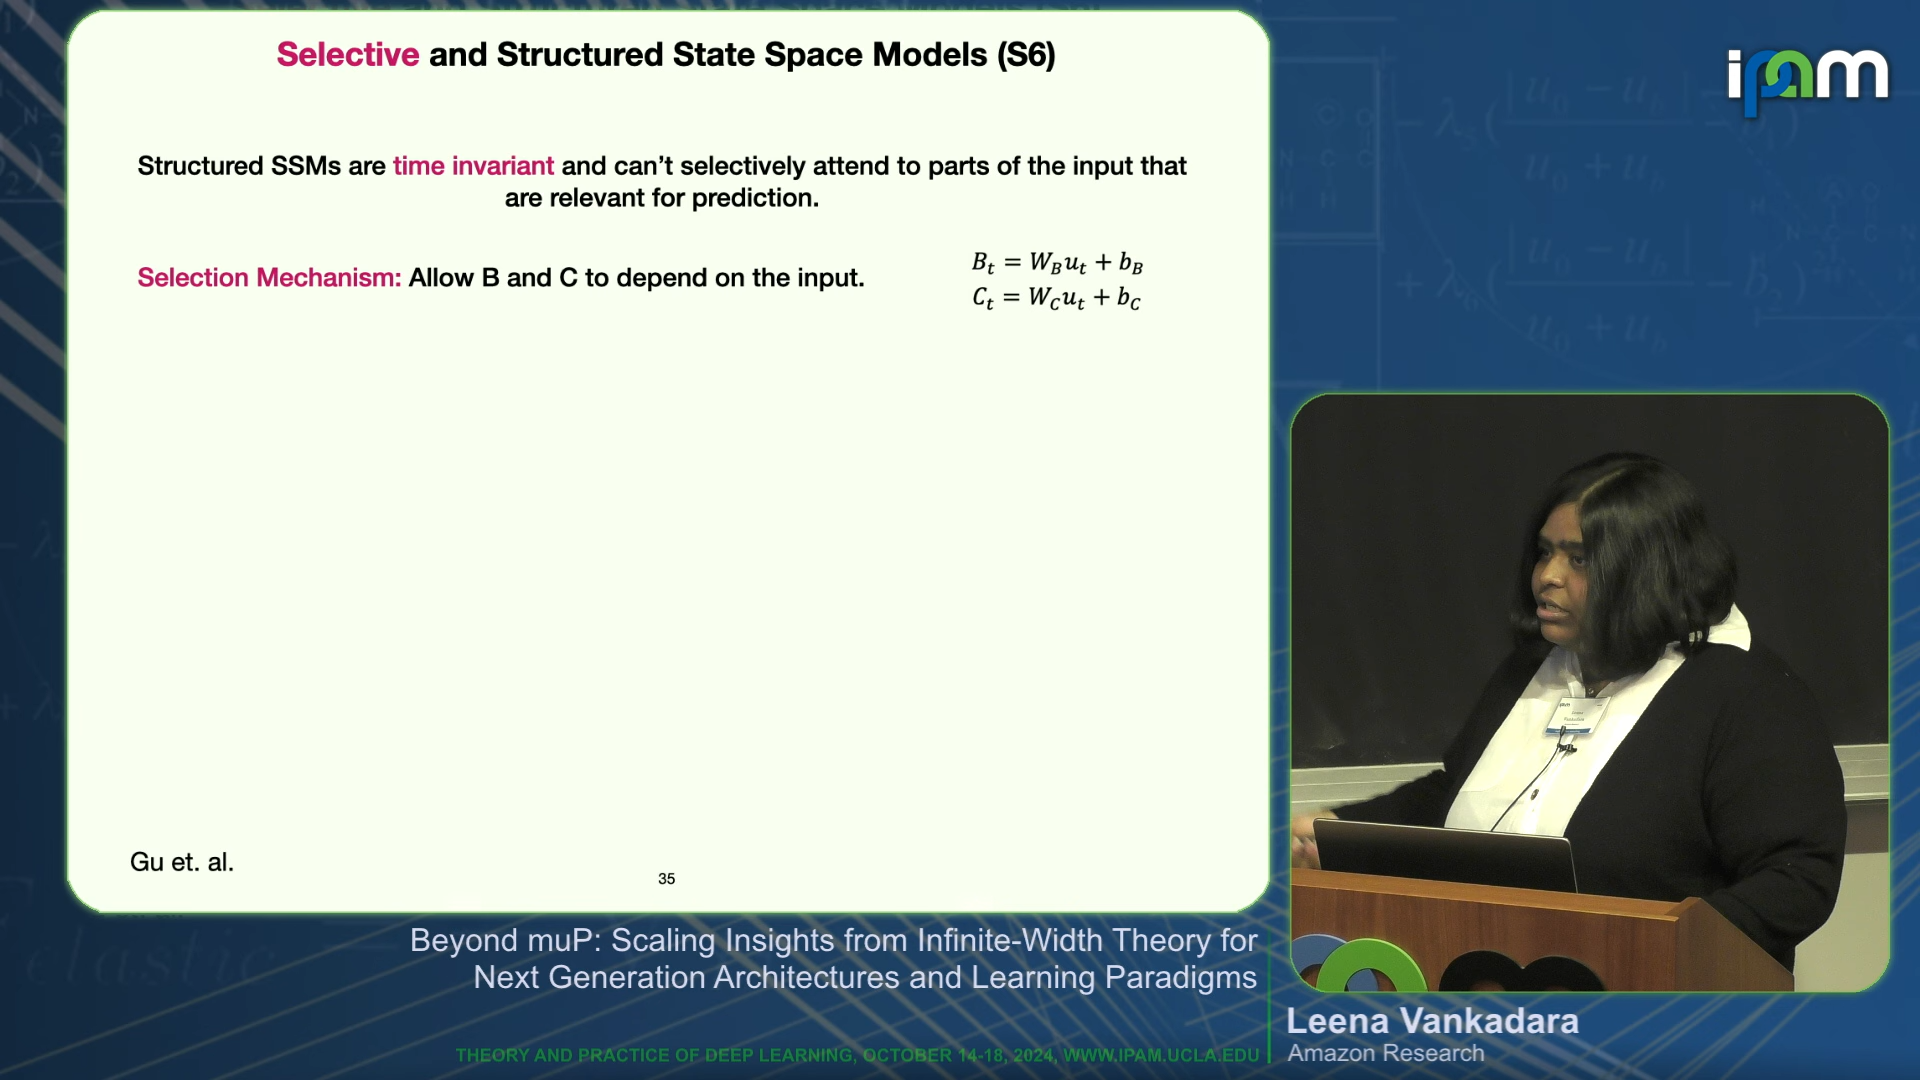 Selective and Structured State Space Models (S6)
ipam
Structured SSMs are time invariant and can't selectively attend to parts of the input that
are relevant for prediction.
Selection Mechanism: Allow B and C to depend on the input.
B_t = W_B u_t + b_B
C_t = W_C u_t + b_C
Gu et. al.
35
Beyond muP: Scaling Insights from Infinite-Width Theory for
Next Generation Architectures and Learning Paradigms
THEORY AND PRACTICE OF DEEP LEARNING, OCTOBER 14-18, 2024, WWW.IPAM.UCLA.EDU
Leena Vankadara
Amazon Research
elastic